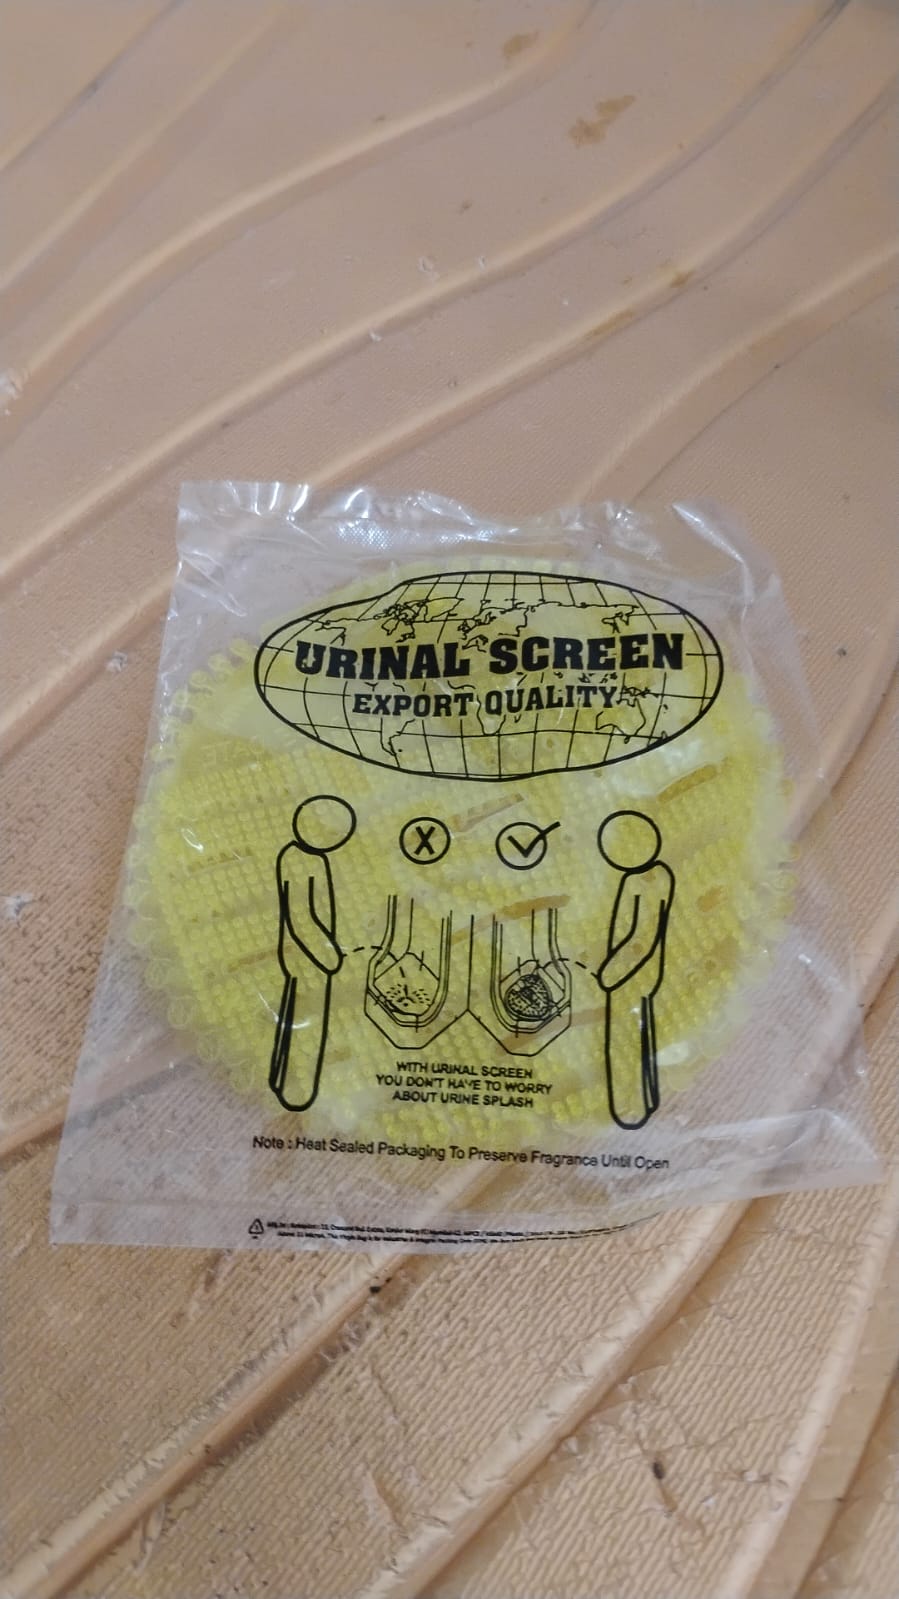 URINAL SCREEN
EXPORT QUALITY
X
WITH URINAL SCREEN
YOU DON'T HAVE TO WORRY
ABOUT URINE SPLASH
Note : Heat Sealed Packaging To Preserve Fragrance Until Open